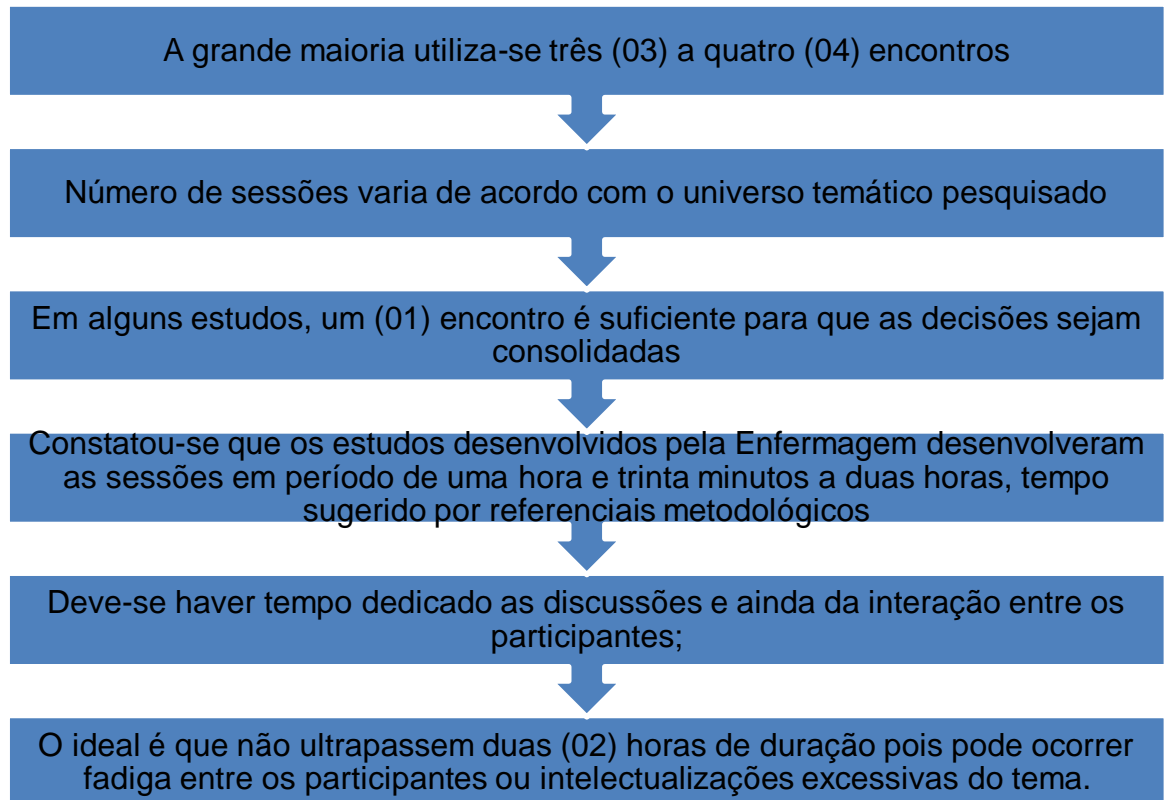 A grande maioria utiliza-se três (03) a quatro (04) encontros
Número de sessões varia de acordo com o universo temático pesquisado
Em alguns estudos, um (01) encontro é suficiente para que as decisões sejam
consolidadas
Constatou-se que os estudos desenvolvidos pela Enfermagem desenvolveram
as sessões em período de uma hora e trinta minutos a duas horas, tempo
sugerido por referenciais metodológicos
Deve-se haver tempo dedicado as discussões e ainda da interação entre os
participantes;
O ideal é que não ultrapassem duas (02) horas de duração pois pode ocorrer
fadiga entre os participantes ou intelectualizações excessivas do tema.